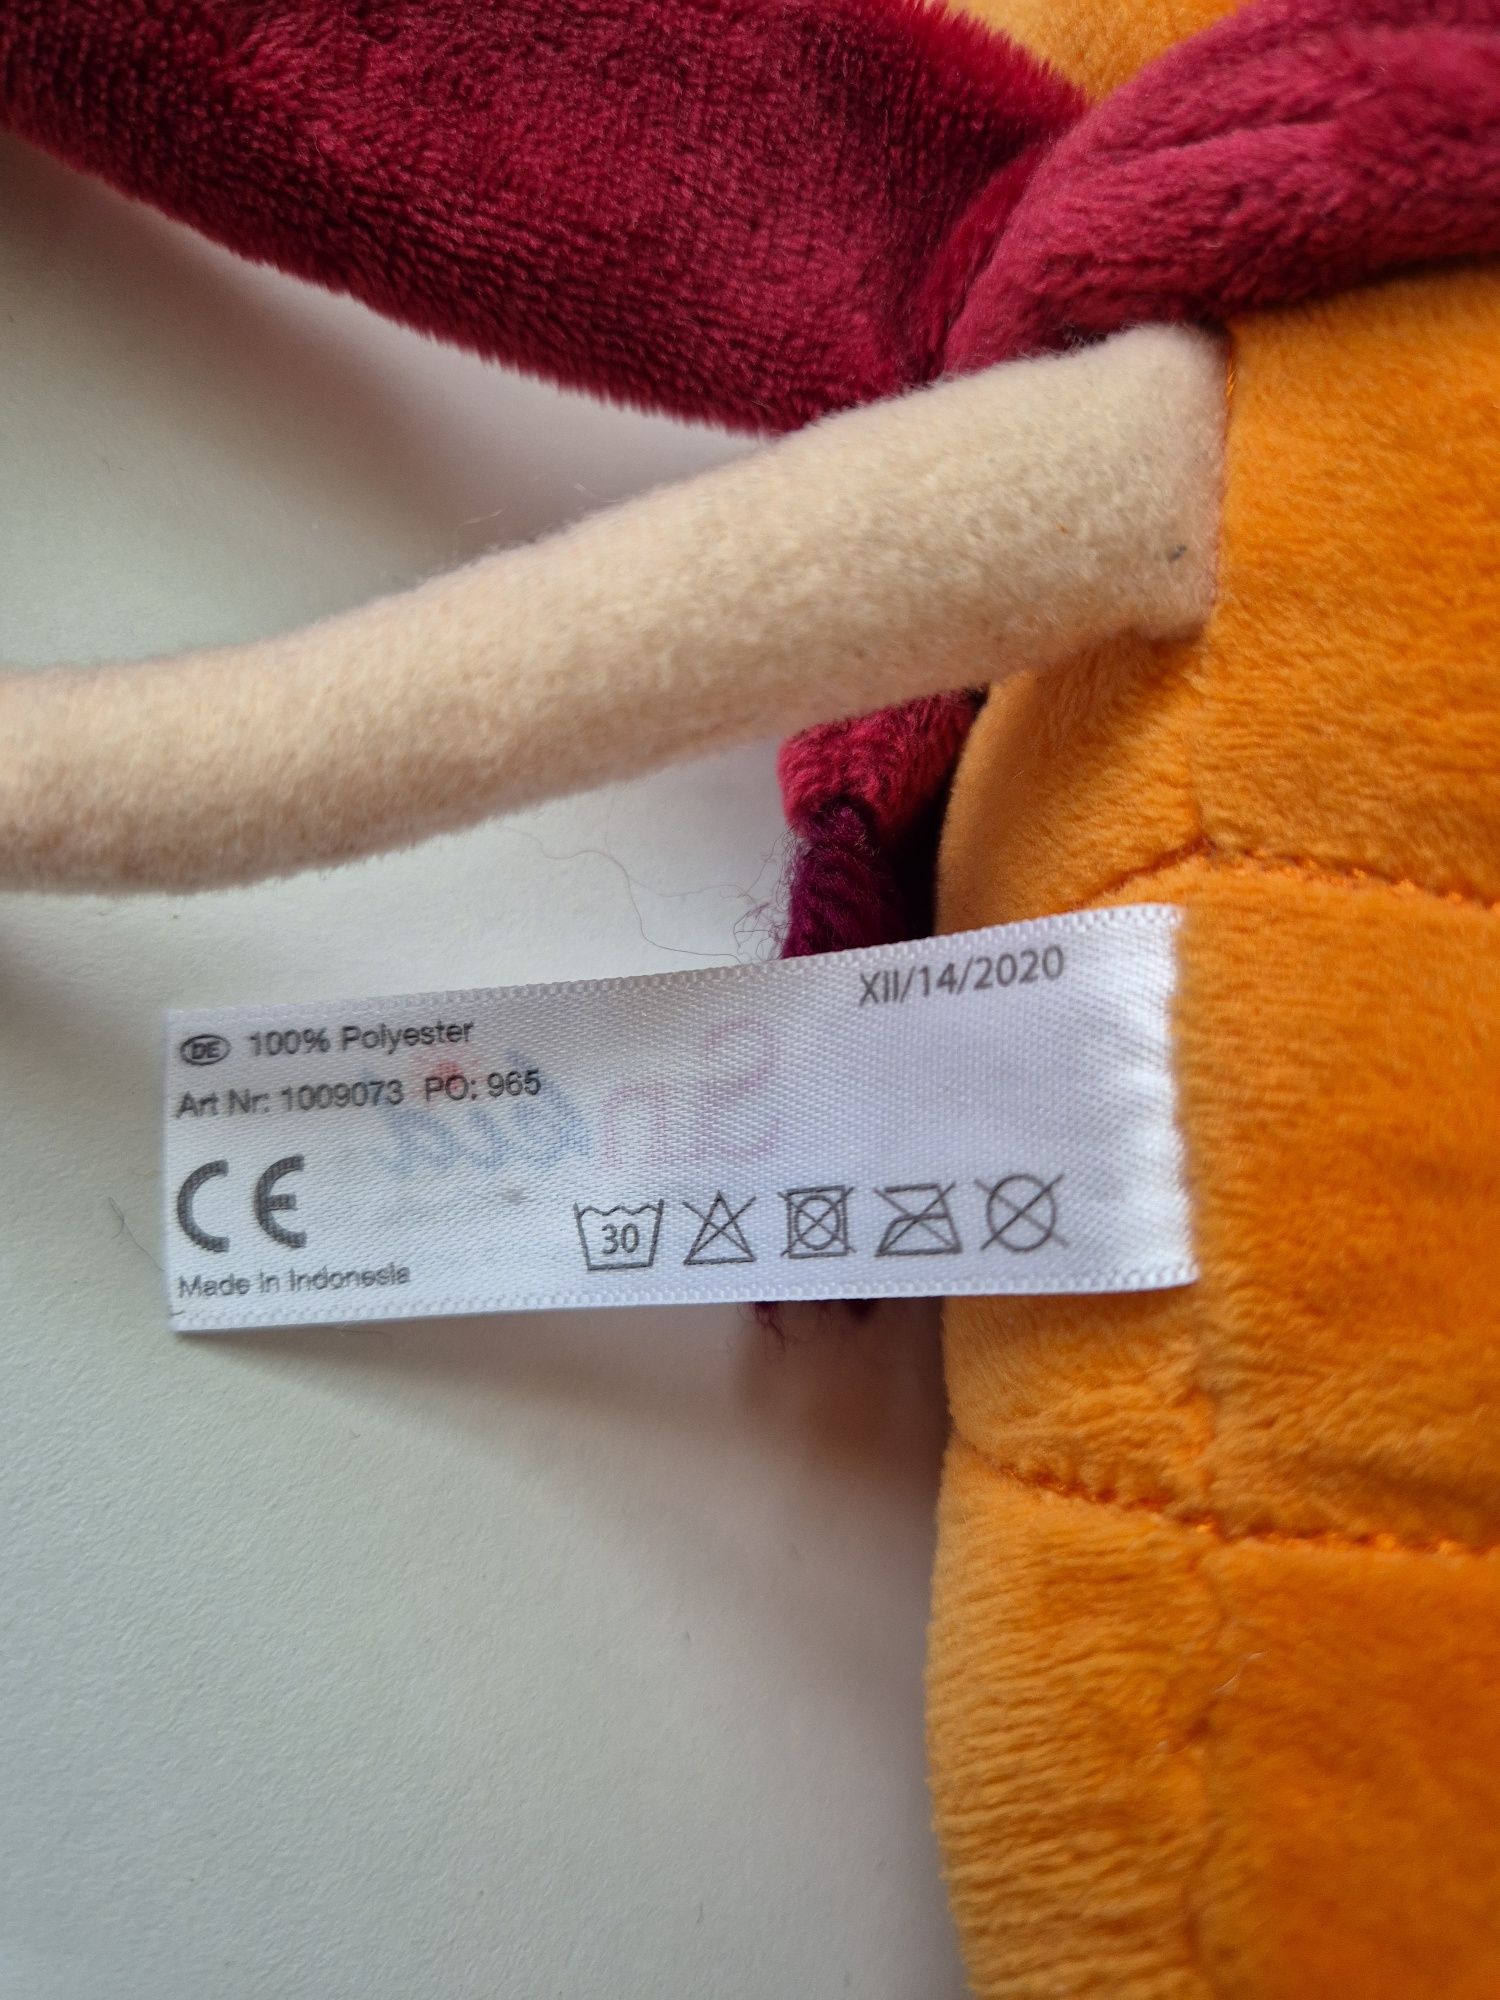 XII/14/2020
DE 100% Polyester
Art Nr: 1009073 PO: 965
CE
30
Made in Indonesia